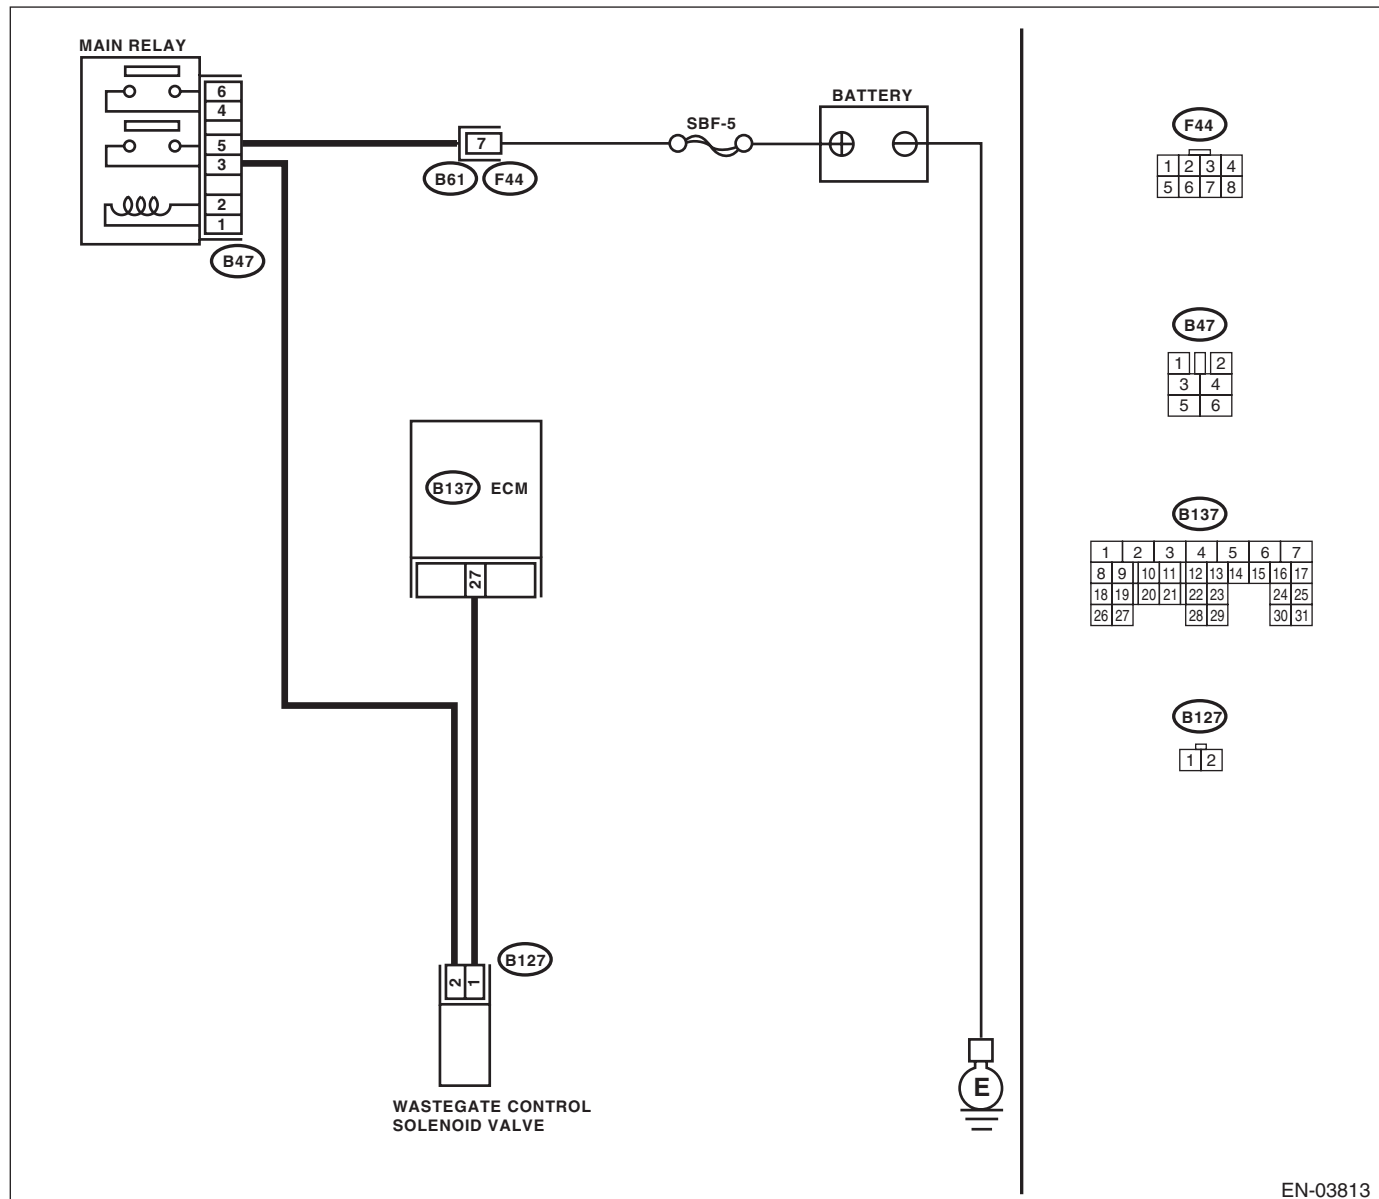 MAIN RELAY
6
4
5
3
2
1
B47
7
B61 F44
SBF-5
BATTERY
B137 ECM
27
B127
2 1
WASTEGATE CONTROL
SOLENOID VALVE
E
F44
1 2 3 4
5 6 7 8
B47
1 2
3 4
5 6
B137
1 2 3 4 5 6 7
8 9 10 11 12 13 14 15 16 17
18 19 20 21 22 23 24 25
26 27 28 29 30 31
B127
1 2
EN-03813